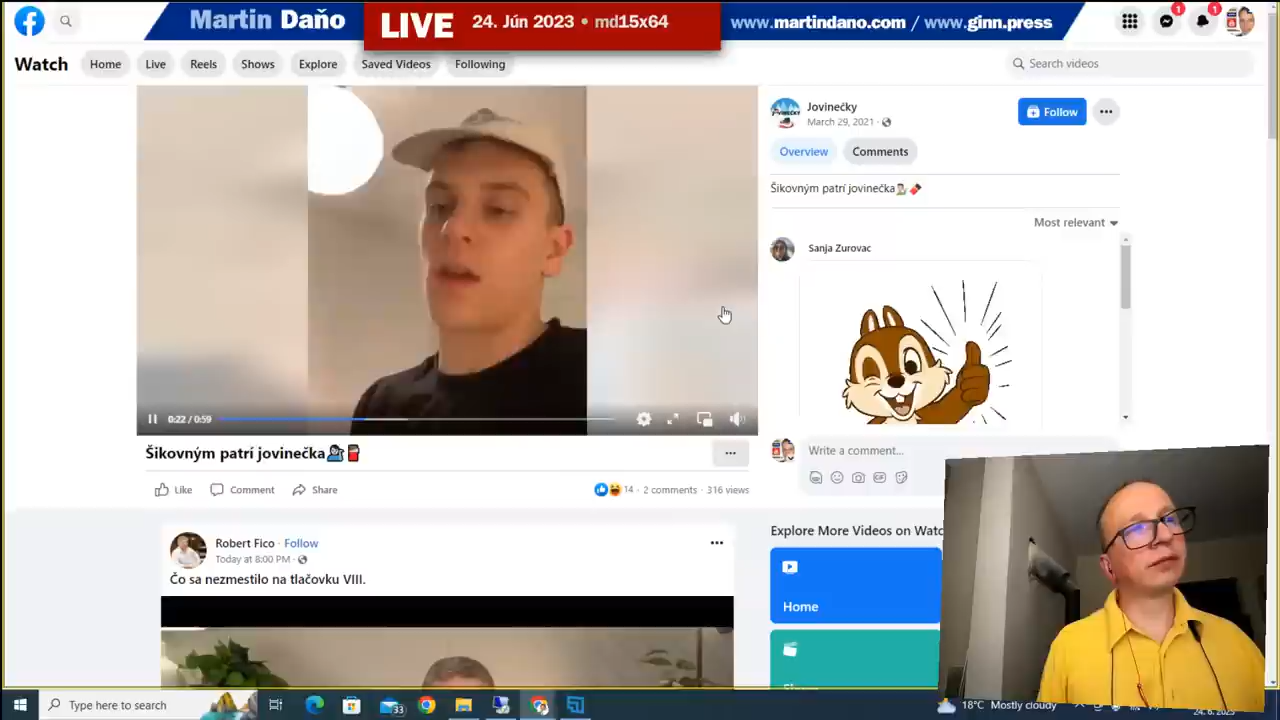 Martin Daňo
LIVE 24. Jún 2023 • md15x64
www.martindano.com / www.ginn.press
1
1
Watch
Home
Live
Reels
Shows
Explore
Saved Videos
Following
Search videos
Jovinečky
March 29, 2021
Follow
Overview
Comments
Šikovným patrí jovinečka
Most relevant
Sanja Zurovac
0:22 / 0:59
Šikovným patrí jovinečka
Like
Comment
Share
14 · 2 comments · 316 views
Write a comment...
Robert Fico · Follow
Today at 8:00 PM
Čo sa nezmestilo na tlačovku VIII.
Explore More Videos on Watc
Home
Type here to search
33
18°C Mostly cloudy